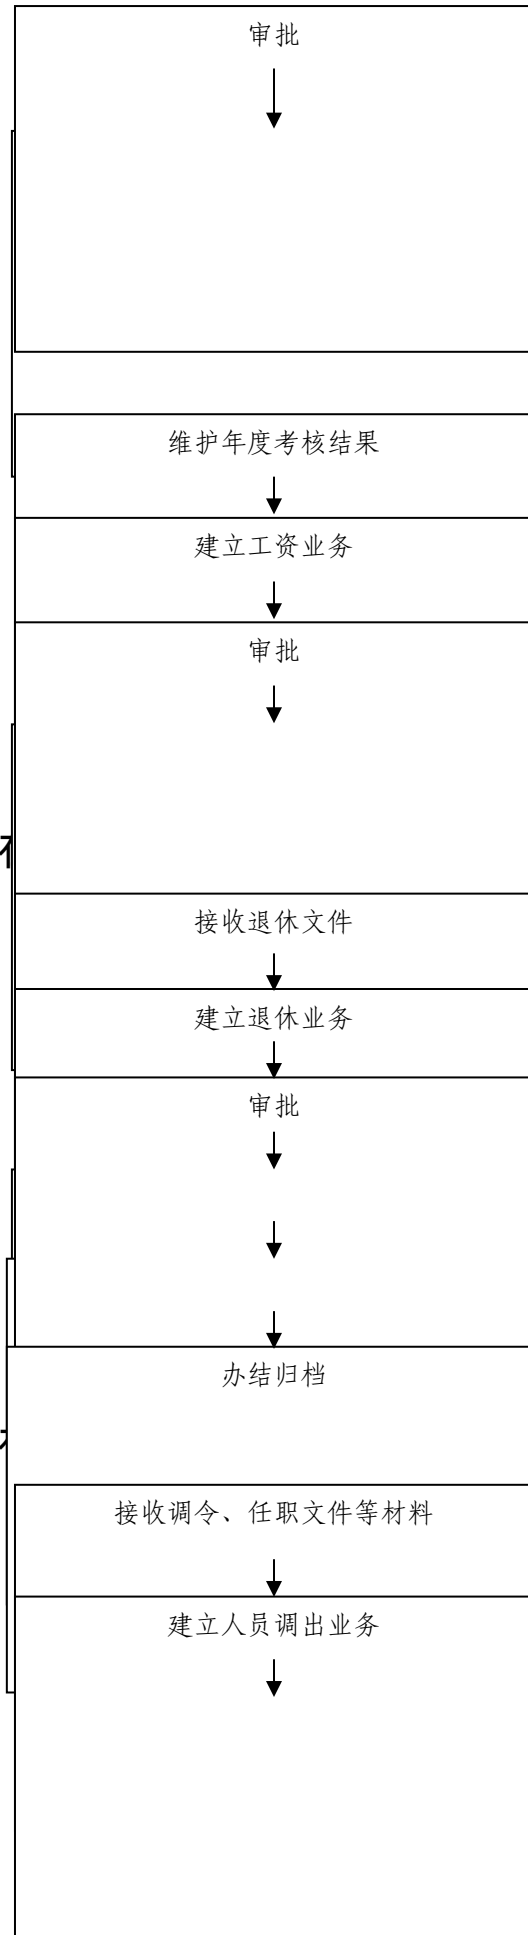 审批
维护年度考核结果
建立工资业务
审批
接收退休文件
建立退休业务
审批
办结归档
接收调令、任职文件等材料
建立人员调出业务